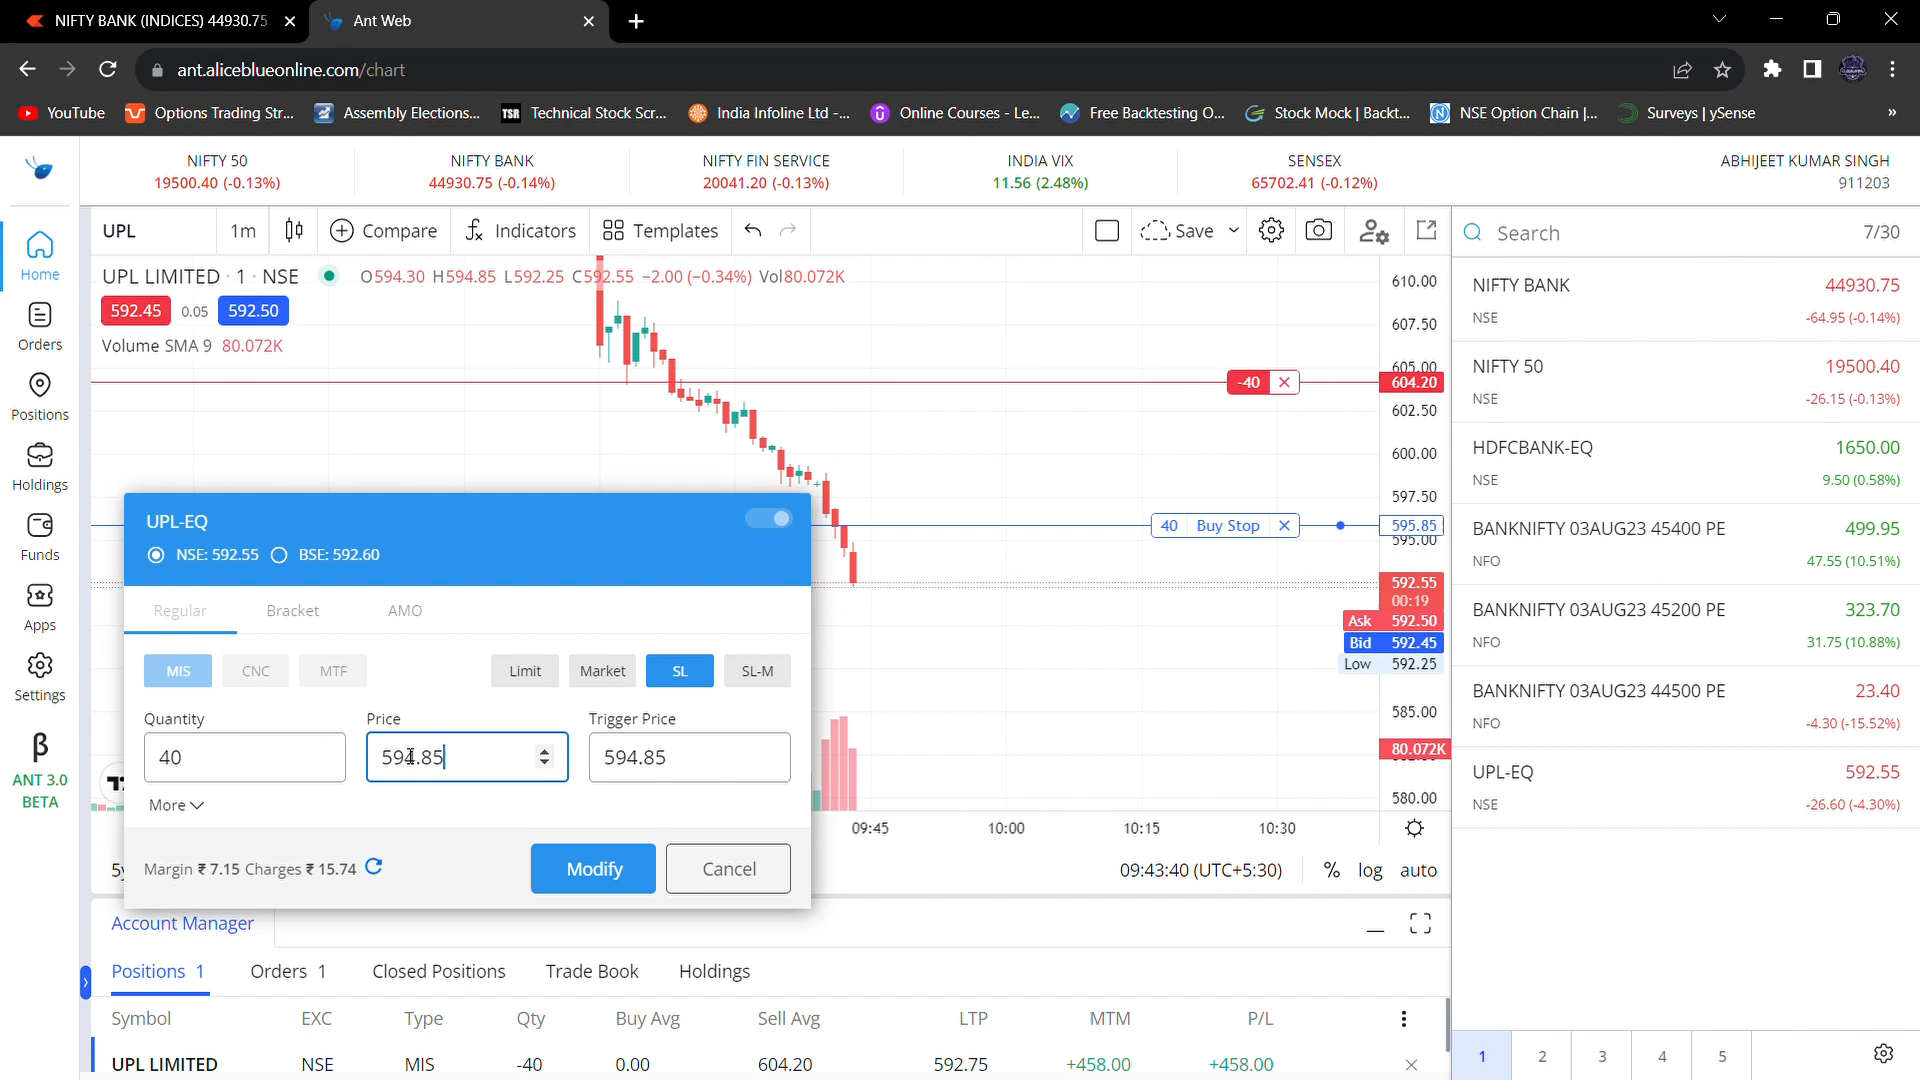 NIFTY BANK (INDICES) 44930.75
Ant Web
ant.aliceblueonline.com/chart
YouTube
Options Trading Str...
Assembly Elections...
TSR Technical Stock Scr...
India Infoline Ltd -...
Online Courses - Le...
Free Backtesting O...
Stock Mock | Backt...
NSE Option Chain |...
Surveys | ySense
»
NIFTY 50
19500.40 (-0.13%)
NIFTY BANK
44930.75 (-0.14%)
NIFTY FIN SERVICE
20041.20 (-0.13%)
INDIA VIX
11.56 (2.48%)
SENSEX
65702.41 (-0.12%)
ABHIJEET KUMAR SINGH
911203
Home
Orders
Positions
Holdings
Funds
Apps
Settings
β
ANT 3.0
BETA
UPL
1m
Compare
Indicators
Templates
Save
UPL LIMITED · 1 · NSE
O594.30 H594.85 L592.25 C592.55 −2.00 (−0.34%) Vol80.072K
592.45 0.05 592.50
Volume SMA 9 80.072K
610.00
607.50
605.00
-40
604.20
602.50
600.00
597.50
40 Buy Stop
595.85
595.00
592.55
00:19
Ask 592.50
Bid 592.45
Low 592.25
585.00
80.072K
580.00
09:45
10:00
10:15
10:30
5y
09:43:40 (UTC+5:30)
% log auto
UPL-EQ
NSE: 592.55 BSE: 592.60
Regular
Bracket
AMO
MIS
CNC
MTF
Limit
Market
SL
SL-M
Quantity
Price
Trigger Price
40
594.85
594.85
More
Margin ₹ 7.15 Charges ₹ 15.74
Modify
Cancel
Account Manager
Positions 1
Orders 1
Closed Positions
Trade Book
Holdings
Symbol EXC Type Qty Buy Avg Sell Avg LTP MTM P/L
UPL LIMITED NSE MIS -40 0.00 604.20 592.75 +458.00 +458.00
Search
7/30
NIFTY BANK 44930.75
NSE -64.95 (-0.14%)
NIFTY 50 19500.40
NSE -26.15 (-0.13%)
HDFCBANK-EQ 1650.00
NSE 9.50 (0.58%)
BANKNIFTY 03AUG23 45400 PE 499.95
NFO 47.55 (10.51%)
BANKNIFTY 03AUG23 45200 PE 323.70
NFO 31.75 (10.88%)
BANKNIFTY 03AUG23 44500 PE 23.40
NFO -4.30 (-15.52%)
UPL-EQ 592.55
NSE -26.60 (-4.30%)
1 2 3 4 5